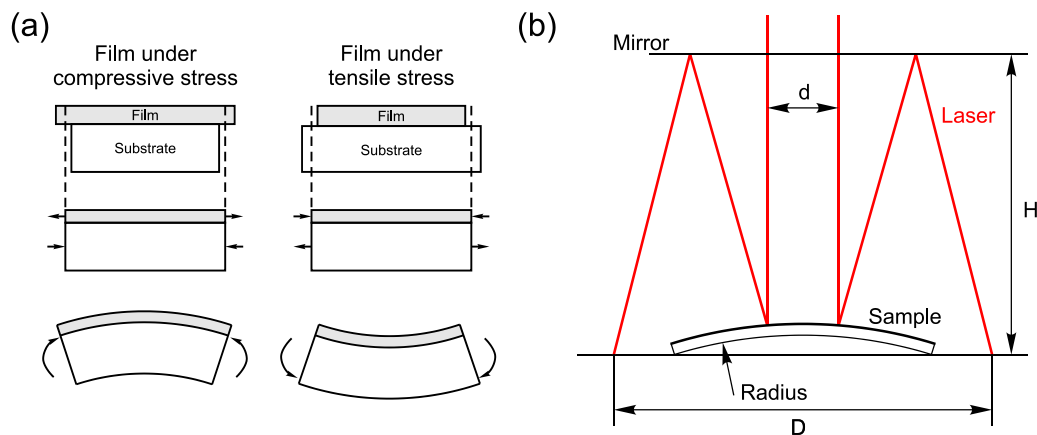 (a)
Film under
compressive stress
Film under
tensile stress
Film
Substrate
Film
Substrate
(b)
Mirror
d
Laser
H
Sample
Radius
D